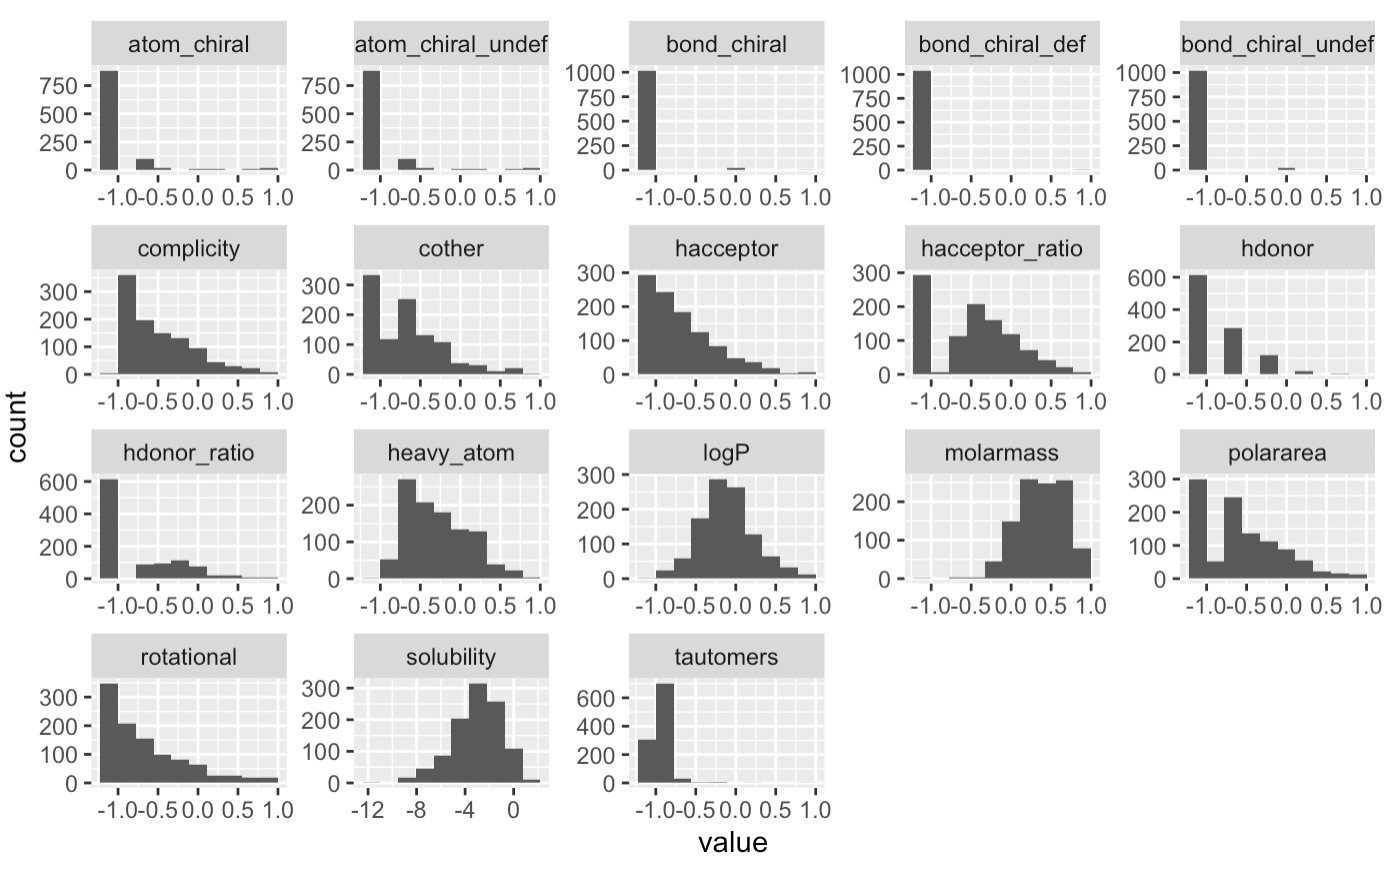 atom_chiral atom_chiral_undef bond_chiral bond_chiral_def bond_chiral_undef
750 750 1000 1000 1000
500 500 750 750 750
250 250 500 500 500
250 250 250
0 0 0 0 0
-1.0 -0.5 0.0 0.5 1.0 -1.0 -0.5 0.0 0.5 1.0 -1.0 -0.5 0.0 0.5 1.0 -1.0 -0.5 0.0 0.5 1.0 -1.0 -0.5 0.0 0.5 1.0
complicity cother hacceptor hacceptor_ratio hdonor
300 300 300 300 600
200 200 200 200 400
100 100 100 100 200
0 0 0 0 0
-1.0 -0.5 0.0 0.5 1.0 -1.0 -0.5 0.0 0.5 1.0 -1.0 -0.5 0.0 0.5 1.0 -1.0 -0.5 0.0 0.5 1.0 -1.0 -0.5 0.0 0.5 1.0
count
hdonor_ratio heavy_atom logP molarmass polararea
600 200 300 200 300
400 100 200 100 200
200 0 100 0 100
0 0 0
-1.0 -0.5 0.0 0.5 1.0 -1.0 -0.5 0.0 0.5 1.0 -1.0 -0.5 0.0 0.5 1.0 -1.0 -0.5 0.0 0.5 1.0 -1.0 -0.5 0.0 0.5 1.0
rotational solubility tautomers
300 300 600
200 200 400
100 100 200
0 0 0
-1.0 -0.5 0.0 0.5 1.0 -12 -8 -4 0 -1.0 -0.5 0.0 0.5 1.0
value